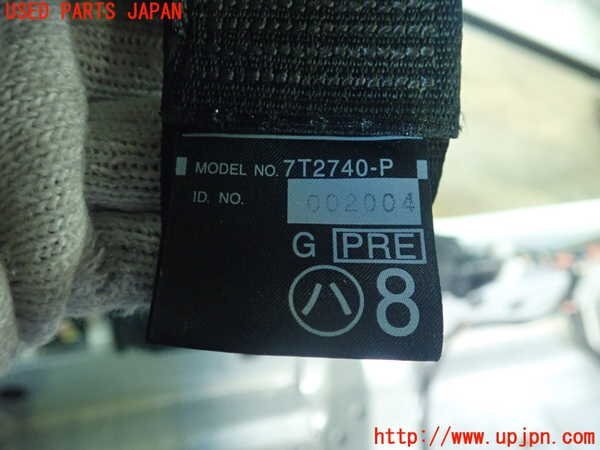 USED PARTS JAPAN
MODEL NO. 7T2740-P
ID. NO. 002004
G PRE
ハ 8
http://www.upjpn.com/